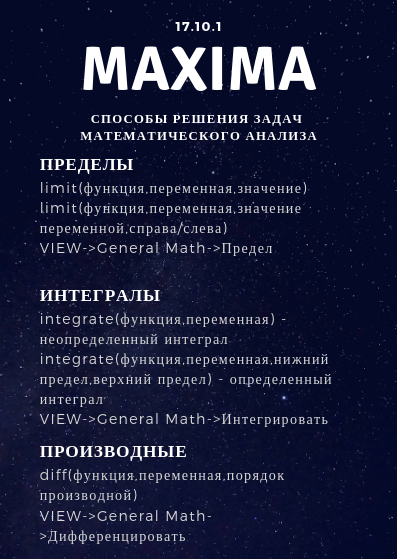 17.10.1
MAXIMA
СПОСОБЫ РЕШЕНИЯ ЗАДАЧ
МАТЕМАТИЧЕСКОГО АНАЛИЗА
ПРЕДЕЛЫ
limit(функция,переменная,значение)
limit(функция,переменная,значение
переменной,справа/слева)
VIEW->General Math->Предел
ИНТЕГРАЛЫ
integrate(функция,переменная) -
неопределенный интеграл
integrate(функция,переменная,нижний
предел,верхний предел) - определенный
интеграл
VIEW->General Math->Интегрировать
ПРОИЗВОДНЫЕ
diff(функция,переменная,порядок
производной)
VIEW->General Math-
>Дифференцировать